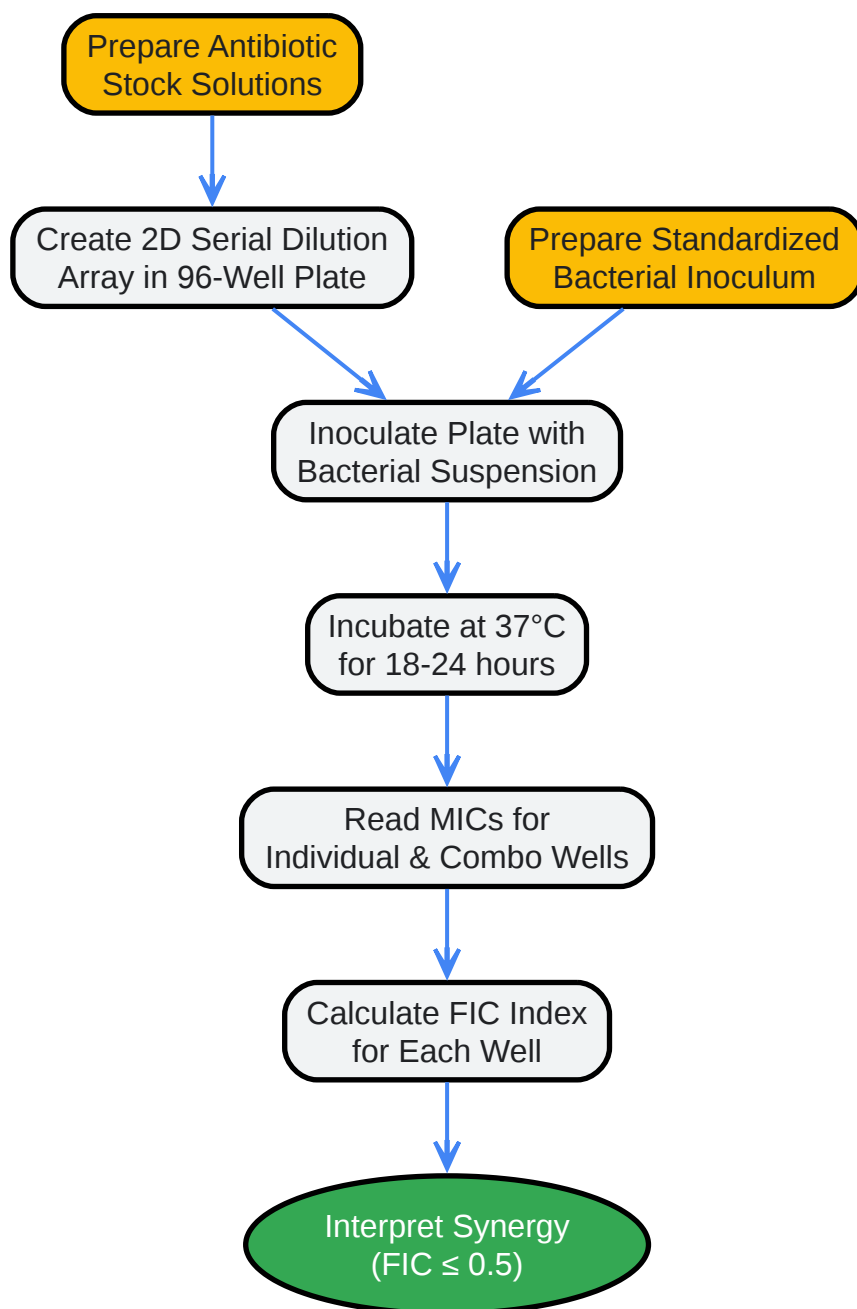 Prepare Antibiotic
Stock Solutions
Create 2D Serial Dilution
Array in 96-Well Plate
Prepare Standardized
Bacterial Inoculum
Inoculate Plate with
Bacterial Suspension
Incubate at 37°C
for 18-24 hours
Read MICs for
Individual & Combo Wells
Calculate FIC Index
for Each Well
Interpret Synergy
(FIC ≤ 0.5)